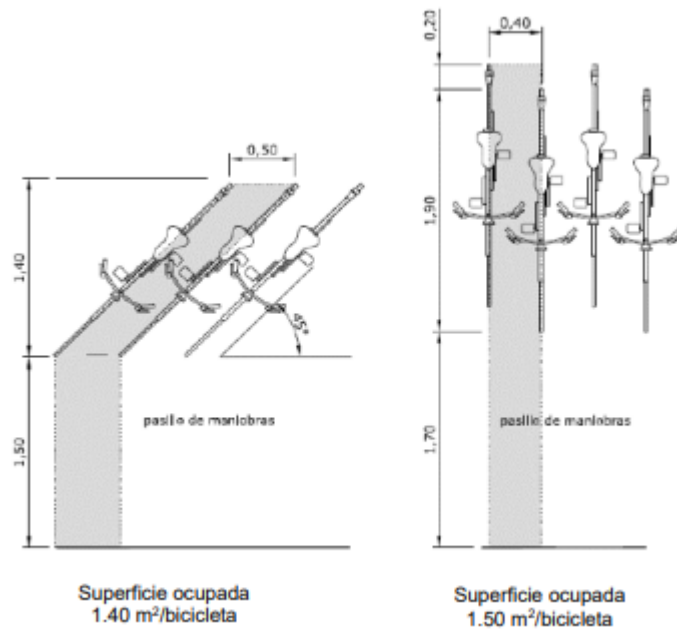 0,50
1,40
45°
pasillo de maniobras
1,50
Superficie ocupada
1.40 m²/bicicleta
0,20
0,40
1,90
pasillo de maniobras
1,70
Superficie ocupada
1.50 m²/bicicleta